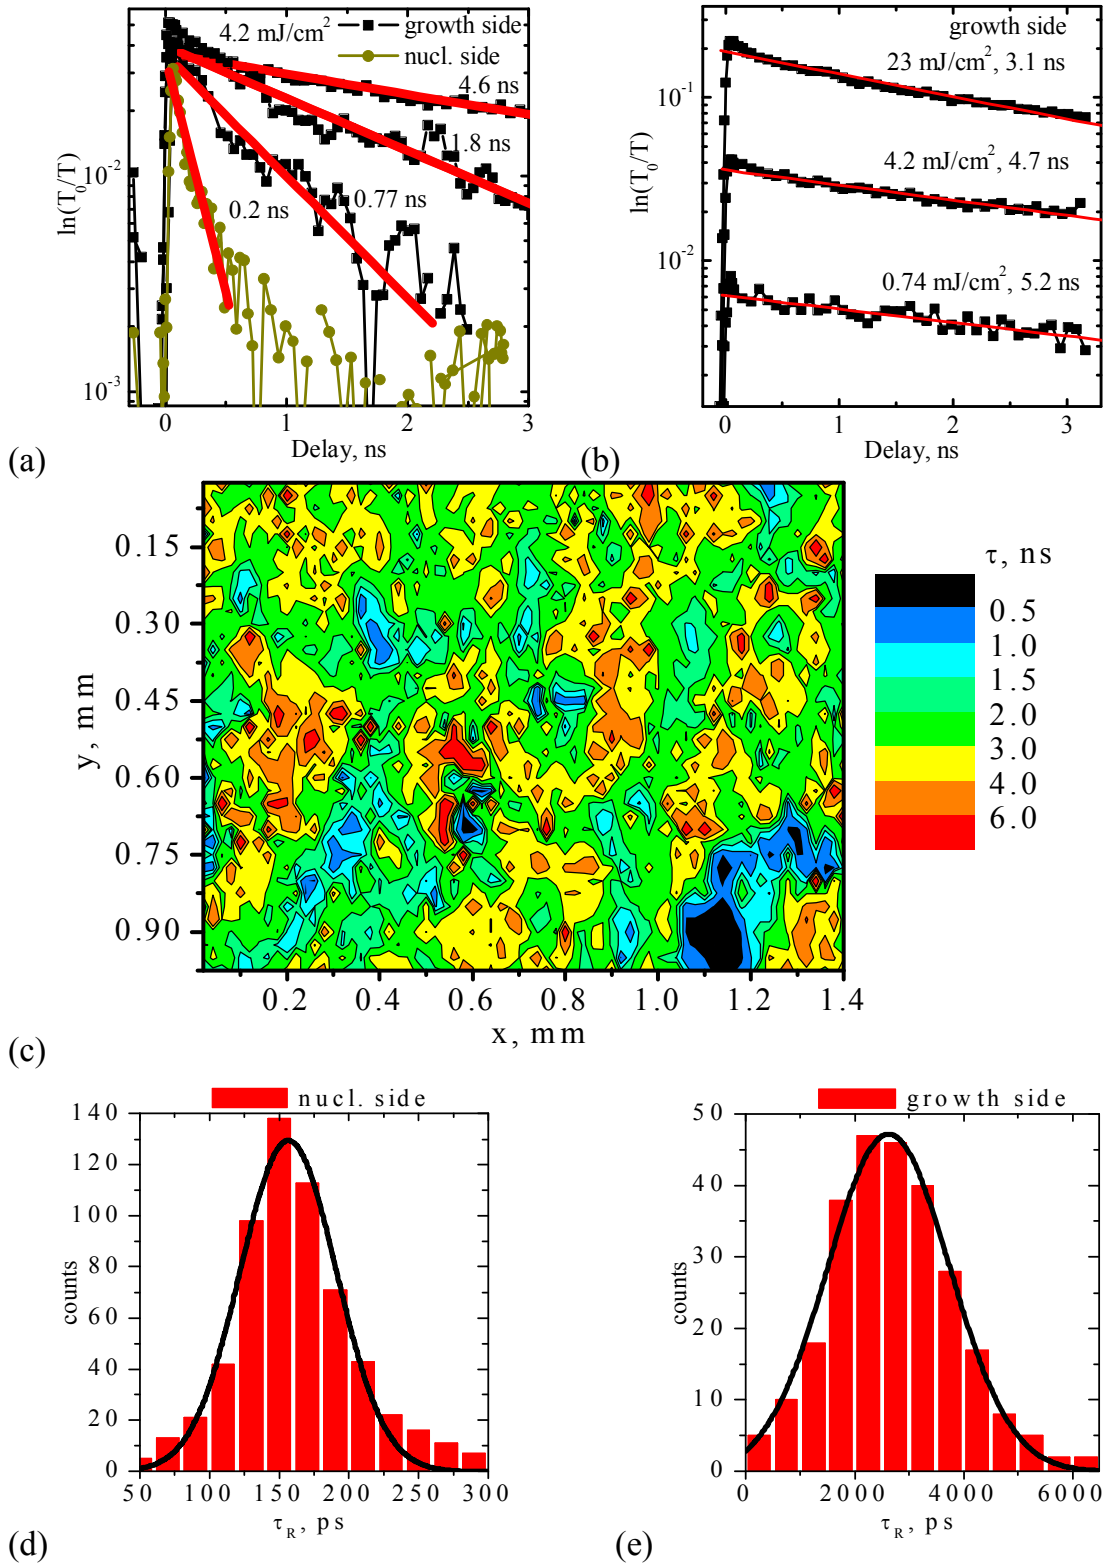 4.2 mJ/cm²
growth side
nucl. side
4.6 ns
1.8 ns
0.77 ns
0.2 ns
10⁻²
10⁻³
ln(T₀/T)
0 1 2 3
Delay, ns
(a)
growth side
23 mJ/cm², 3.1 ns
4.2 mJ/cm², 4.7 ns
0.74 mJ/cm², 5.2 ns
10⁻¹
10⁻²
ln(T₀/T)
0 1 2 3
Delay, ns
(b)
0.15
0.30
0.45
0.60
0.75
0.90
y, mm
0.2 0.4 0.6 0.8 1.0 1.2 1.4
x, mm
τ, ns
0.5
1.0
1.5
2.0
3.0
4.0
6.0
(c)
nucl. side
140
120
100
80
60
40
20
0
counts
50 100 150 200 250 300
τR, ps
(d)
growth side
50
40
30
20
10
0
counts
0 2000 4000 6000
τR, ps
(e)